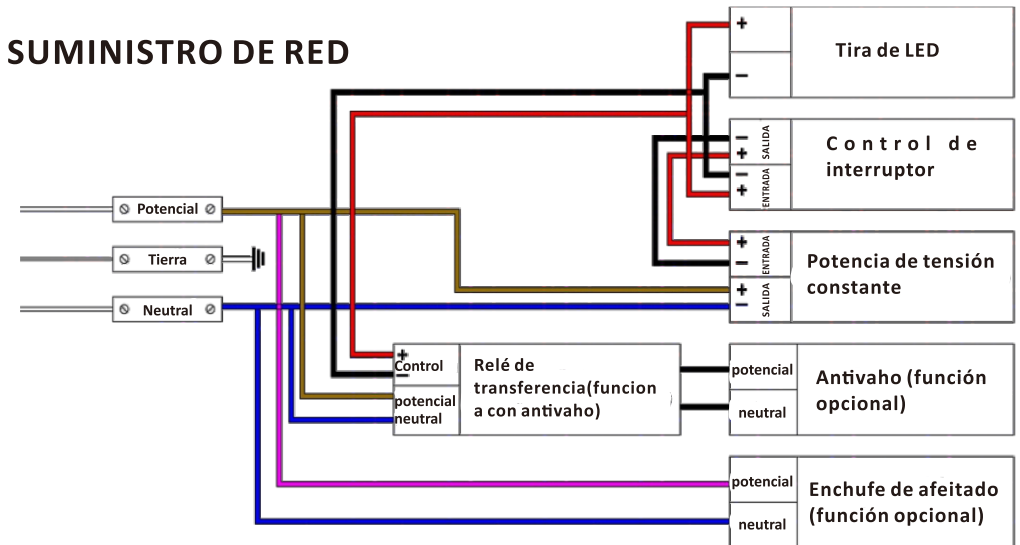 SUMINISTRO DE RED
+
−
Tira de LED
−
+
SALIDA
−
+
ENTRADA
Control de
interruptor
Potencial
Tierra
Neutral
+
−
ENTRADA
+
−
SALIDA
Potencia de tensión
constante
+
Control
−
potencial
neutral
Relé de
transferencia(funcion
a con antivaho)
potencial
neutral
Antivaho (función
opcional)
potencial
neutral
Enchufe de afeitado
(función opcional)